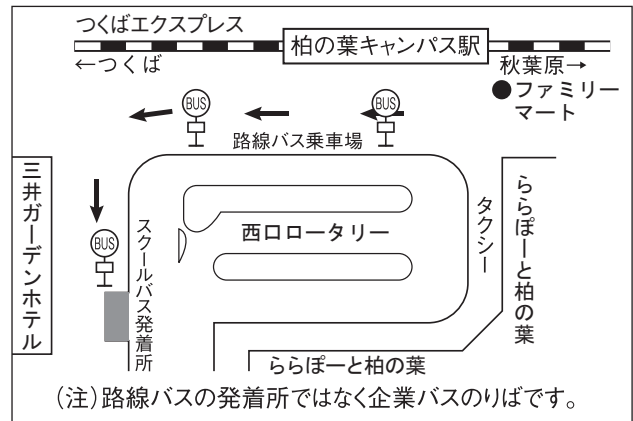 つくばエクスプレス
柏の葉キャンパス駅
←つくば
秋葉原→
●ファミリー
マート
BUS
BUS
路線バス乗車場
三井ガーデンホテル
BUS
スクールバス発着所
西口ロータリー
タクシー
ららぽーと柏の葉
ららぽーと柏の葉
(注)路線バスの発着所ではなく企業バスのりばです。